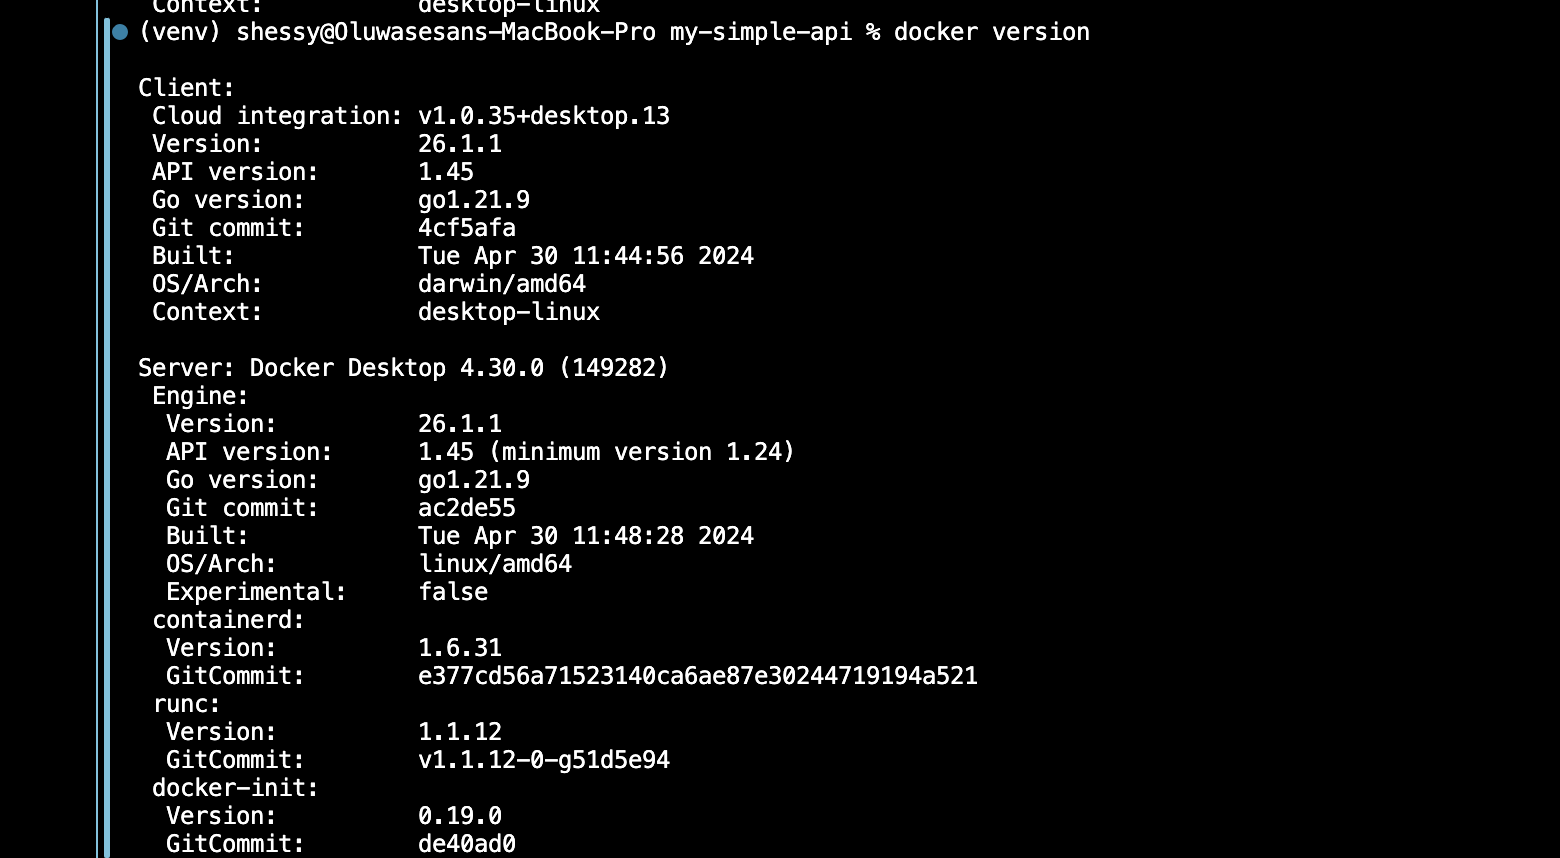 Context: desktop-linux
(venv) shessy@Oluwasesans-MacBook-Pro my-simple-api % docker version
Client:
Cloud integration: v1.0.35+desktop.13
Version: 26.1.1
API version: 1.45
Go version: go1.21.9
Git commit: 4cf5afa
Built: Tue Apr 30 11:44:56 2024
OS/Arch: darwin/amd64
Context: desktop-linux
Server: Docker Desktop 4.30.0 (149282)
Engine:
Version: 26.1.1
API version: 1.45 (minimum version 1.24)
Go version: go1.21.9
Git commit: ac2de55
Built: Tue Apr 30 11:48:28 2024
OS/Arch: linux/amd64
Experimental: false
containerd:
Version: 1.6.31
GitCommit: e377cd56a71523140ca6ae87e30244719194a521
runc:
Version: 1.1.12
GitCommit: v1.1.12-0-g51d5e94
docker-init:
Version: 0.19.0
GitCommit: de40ad0